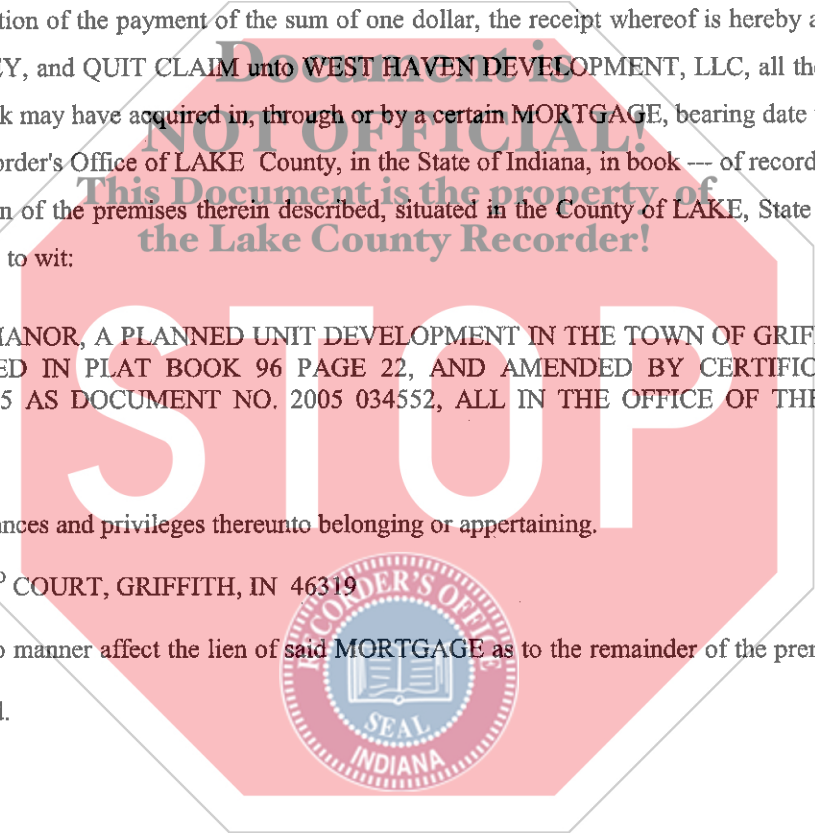 tion of the payment of the sum of one dollar, the receipt whereof is hereby a
Document is
Y, and QUIT CLAIM unto WEST HAVEN DEVELOPMENT, LLC, all the
k may have acquired in, through or by a certain MORTGAGE, bearing date
NOT OFFICIAL!
order's Office of LAKE County, in the State of Indiana, in book --- of record
This Document is the property of
n of the premises therein described, situated in the County of LAKE, State
the Lake County Recorder!
to wit:
MANOR, A PLANNED UNIT DEVELOPMENT IN THE TOWN OF GRIF
ED IN PLAT BOOK 96 PAGE 22, AND AMENDED BY CERTIFIC
5 AS DOCUMENT NO. 2005 034552, ALL IN THE OFFICE OF THE
STOP
nces and privileges thereunto belonging or appertaining.
COURT, GRIFFITH, IN 46319
o manner affect the lien of said MORTGAGE as to the remainder of the prem
d.
RECORDER'S OFFICE
SEAL
INDIANA